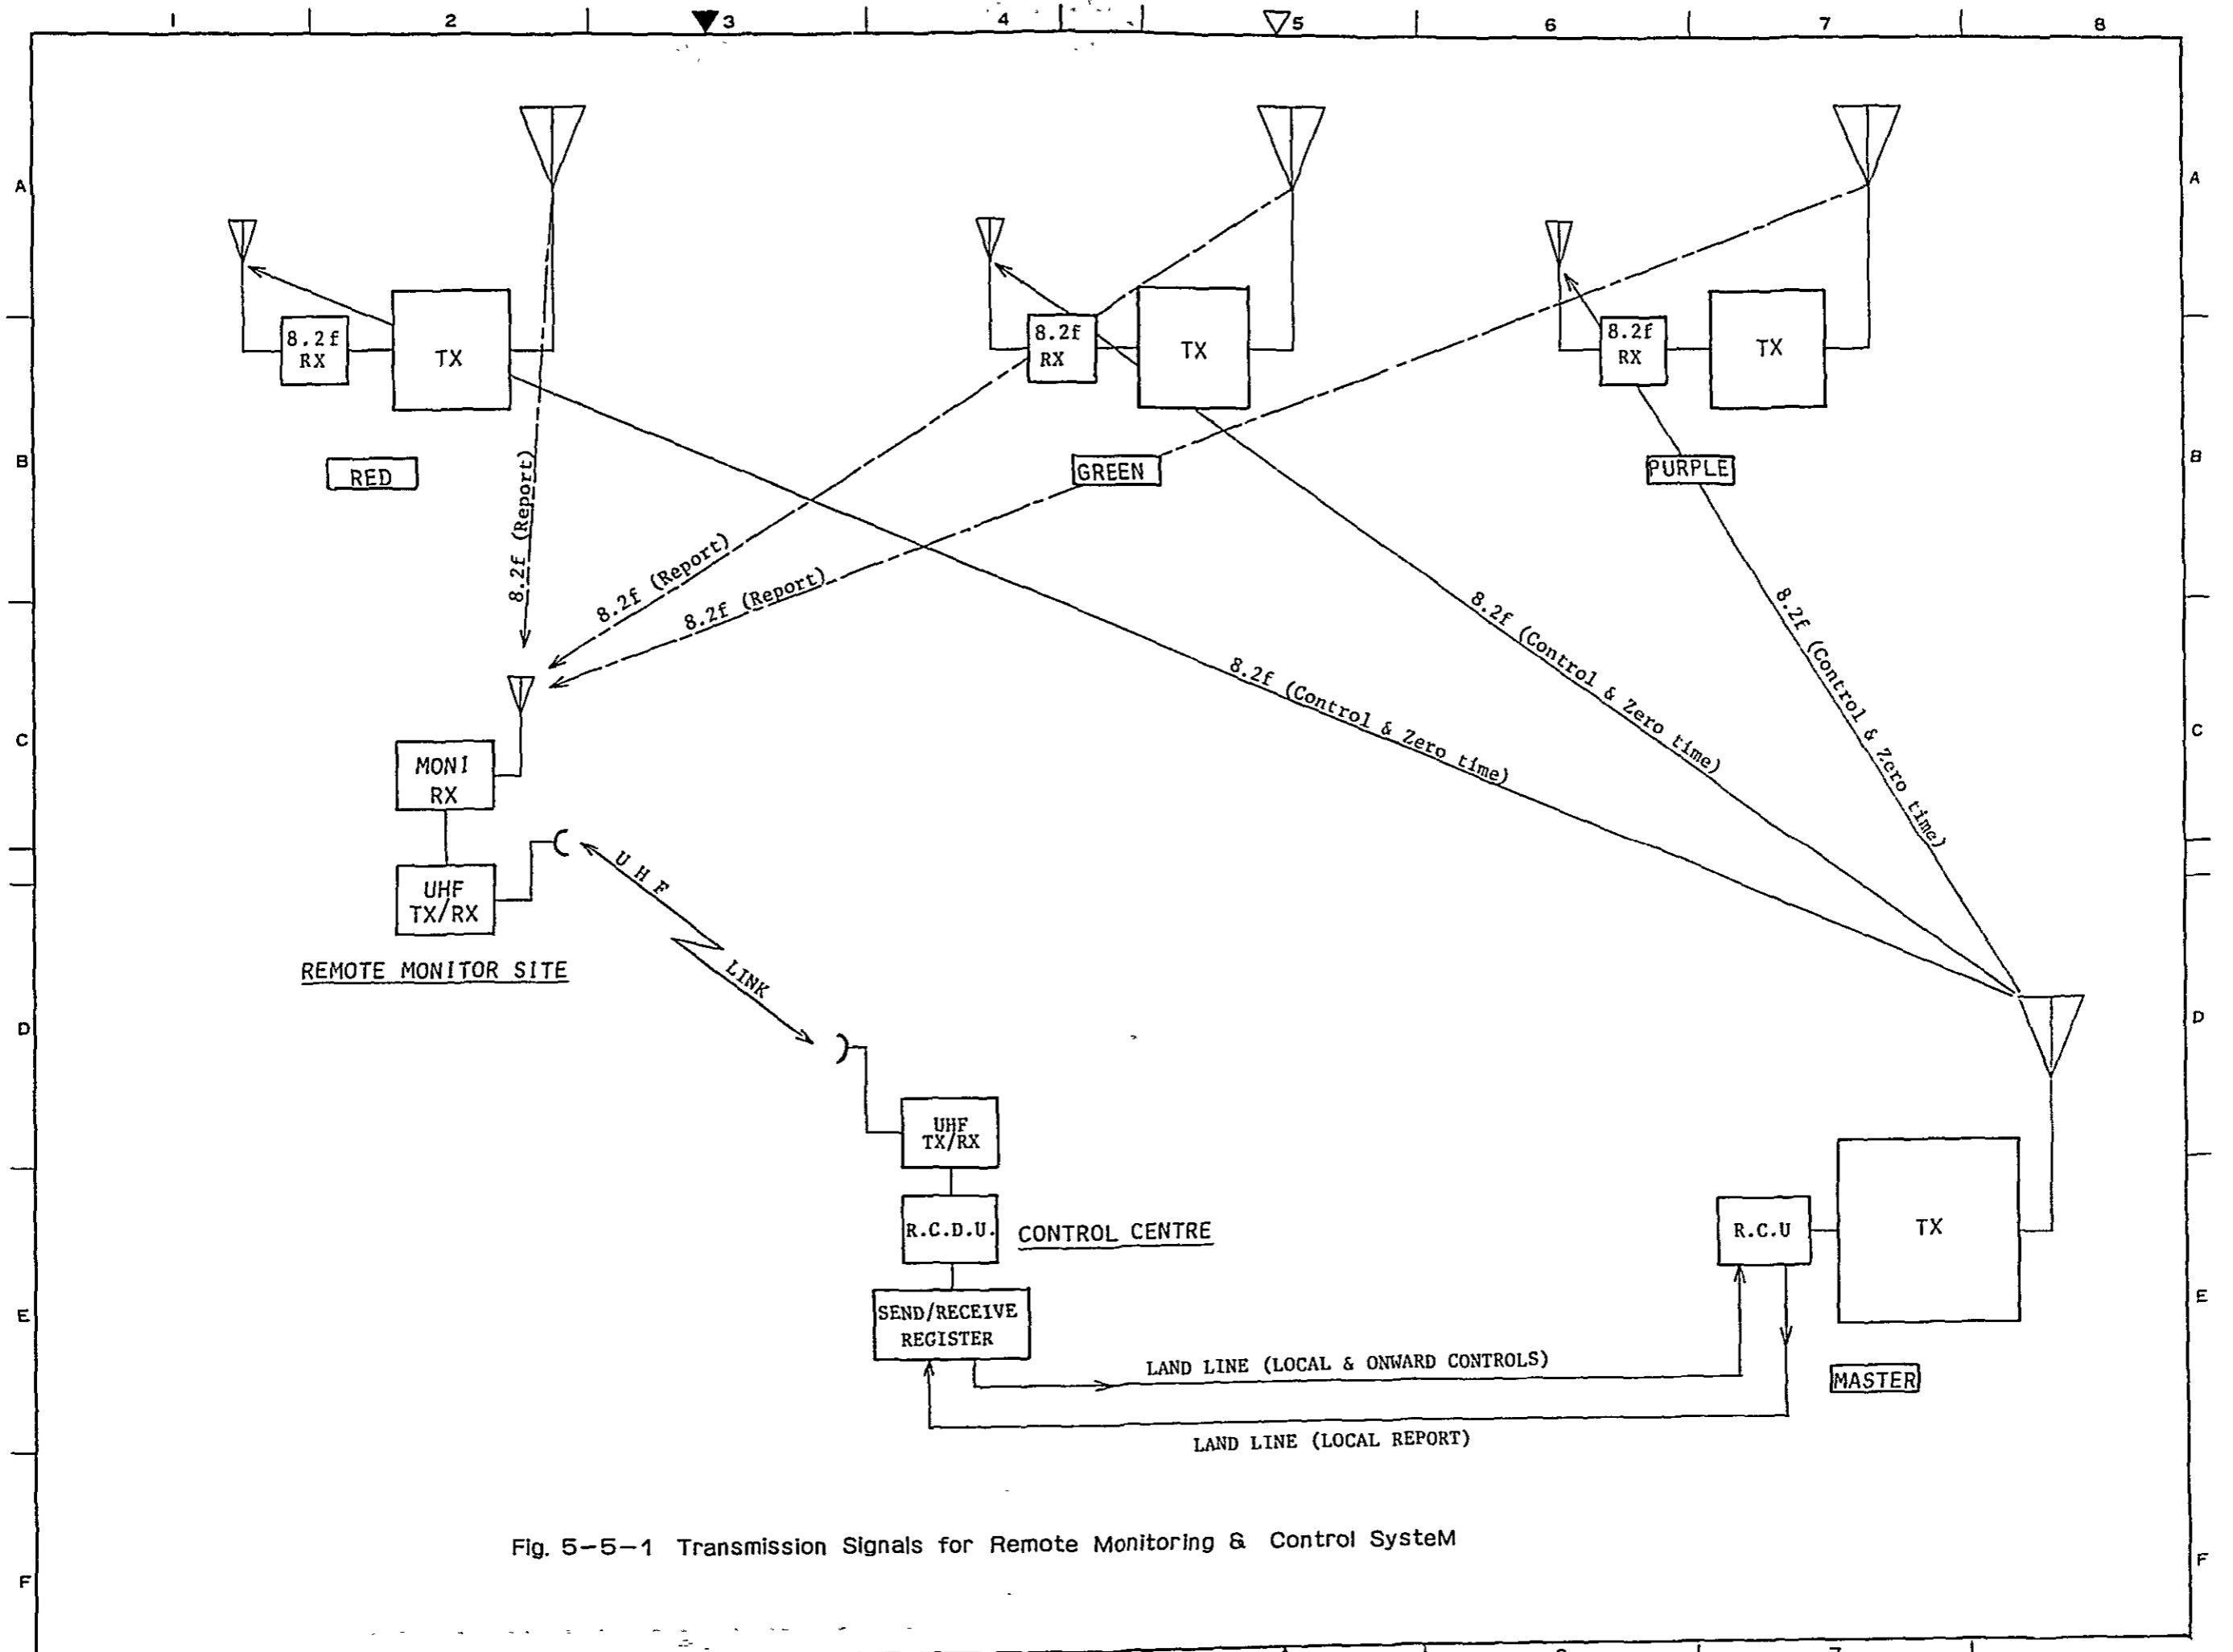 1 2 3 4 5 6 7 8
A A
8.2f
RX
TX
8.2f
RX
TX
8.2f
RX
TX
B B
RED
GREEN
PURPLE
8.2f (Report)
8.2f (Report)
8.2f (Report)
8.2f (Control & Zero time)
8.2f (Control & Zero time)
8.2f (Control & Zero time)
C C
MONI
RX
UHF
TX/RX
REMOTE MONITOR SITE
UHF
LINK
D D
UHF
TX/RX
R.C.D.U.
CONTROL CENTRE
R.C.U
TX
E E
SEND/RECEIVE
REGISTER
LAND LINE (LOCAL & ONWARD CONTROLS)
MASTER
LAND LINE (LOCAL REPORT)
Fig. 5-5-1 Transmission Signals for Remote Monitoring & Control SysteM
F F